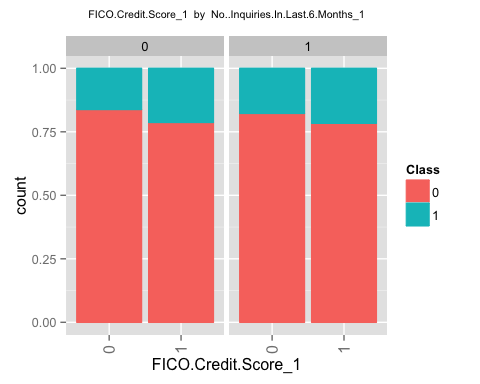 FICO.Credit.Score_1 by No..Inquiries.In.Last.6.Months_1
0 1
1.00
0.75
0.50
0.25
0.00
count
0 1 0 1
FICO.Credit.Score_1
Class
0
1